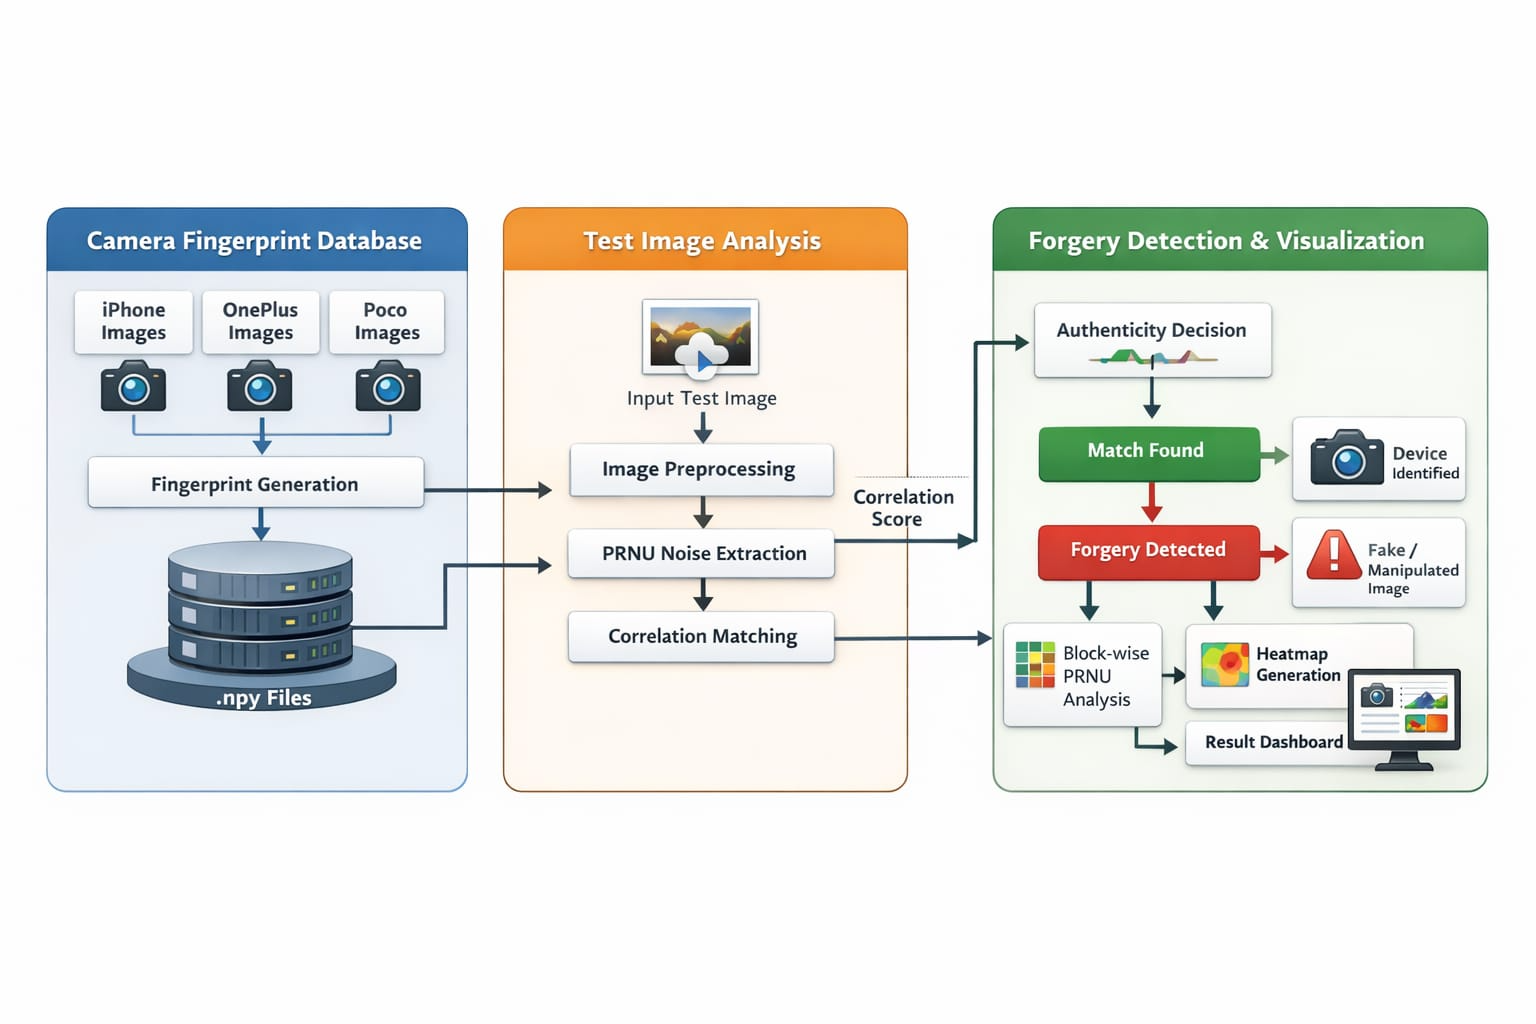 Camera Fingerprint Database
iPhone
Images
OnePlus
Images
Poco
Images
Fingerprint Generation
.npy Files
Test Image Analysis
Input Test Image
Image Preprocessing
PRNU Noise Extraction
Correlation Matching
Correlation
Score
Forgery Detection & Visualization
Authenticity Decision
Match Found
Device
Identified
Forgery Detected
Fake /
Manipulated
Image
Block-wise
PRNU
Analysis
Heatmap
Generation
Result Dashboard